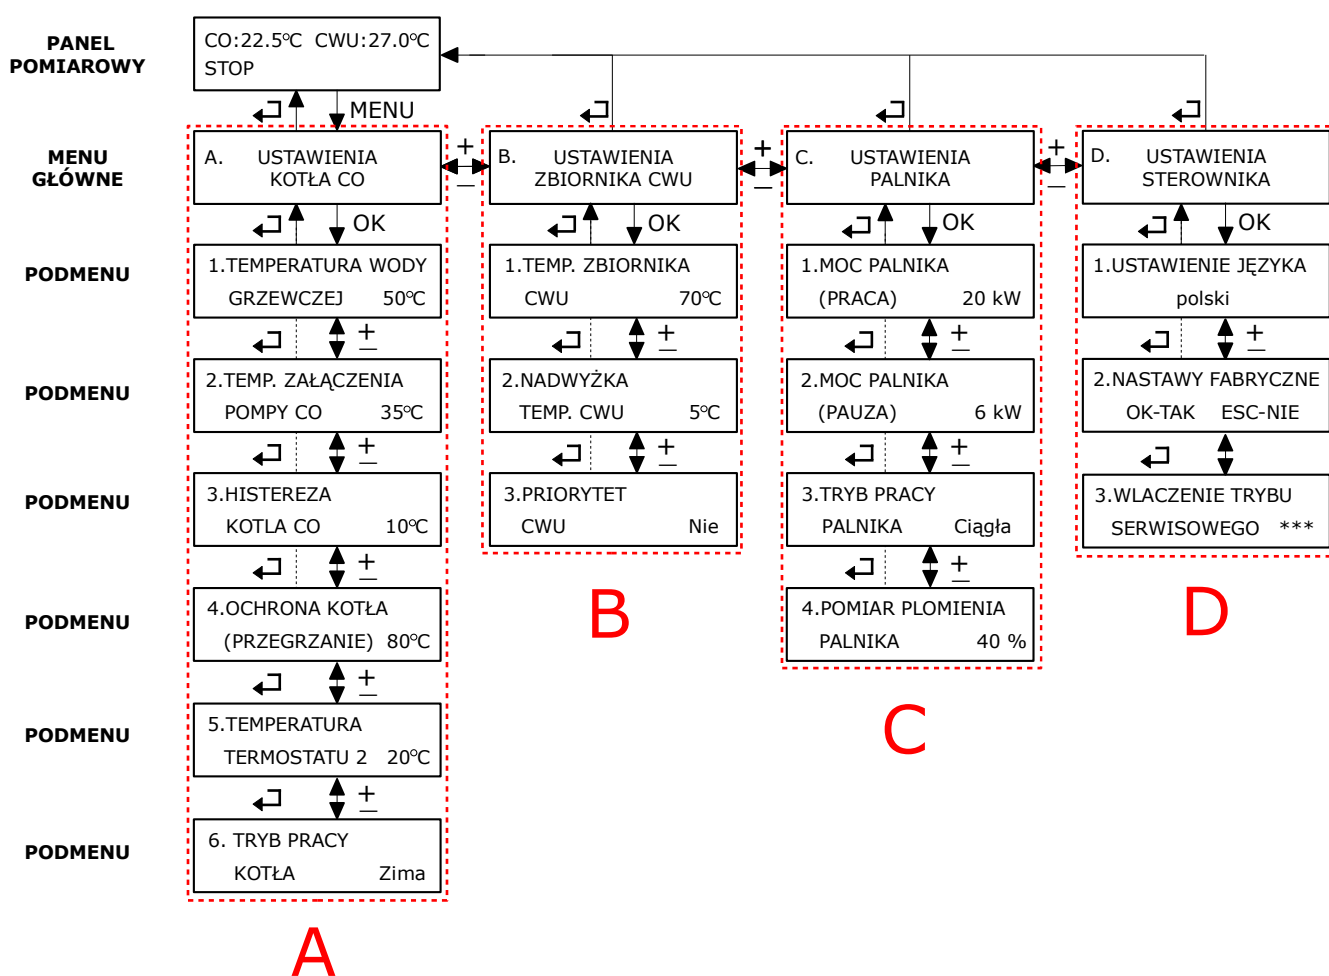 PANEL
POMIAROWY
CO:22.5°C CWU:27.0°C
STOP
MENU
MENU
GŁÓWNE
A. USTAWIENIA
KOTŁA CO
+
−
B. USTAWIENIA
ZBIORNIKA CWU
+
−
C. USTAWIENIA
PALNIKA
+
−
D. USTAWIENIA
STEROWNIKA
OK
OK
OK
OK
PODMENU
1.TEMPERATURA WODY
GRZEWCZEJ 50°C
1.TEMP. ZBIORNIKA
CWU 70°C
1.MOC PALNIKA
(PRACA) 20 kW
1.USTAWIENIE JĘZYKA
polski
+
−
+
−
+
−
+
−
PODMENU
2.TEMP. ZAŁĄCZENIA
POMPY CO 35°C
2.NADWYŻKA
TEMP. CWU 5°C
2.MOC PALNIKA
(PAUZA) 6 kW
2.NASTAWY FABRYCZNE
OK-TAK ESC-NIE
+
−
+
−
+
−
PODMENU
3.HISTEREZA
KOTLA CO 10°C
3.PRIORYTET
CWU Nie
3.TRYB PRACY
PALNIKA Ciągła
3.WLACZENIE TRYBU
SERWISOWEGO ***
+
−
+
−
B
D
PODMENU
4.OCHRONA KOTŁA
(PRZEGRZANIE) 80°C
4.POMIAR PLOMIENIA
PALNIKA 40 %
+
−
C
PODMENU
5.TEMPERATURA
TERMOSTATU 2 20°C
+
−
PODMENU
6. TRYB PRACY
KOTŁA Zima
A